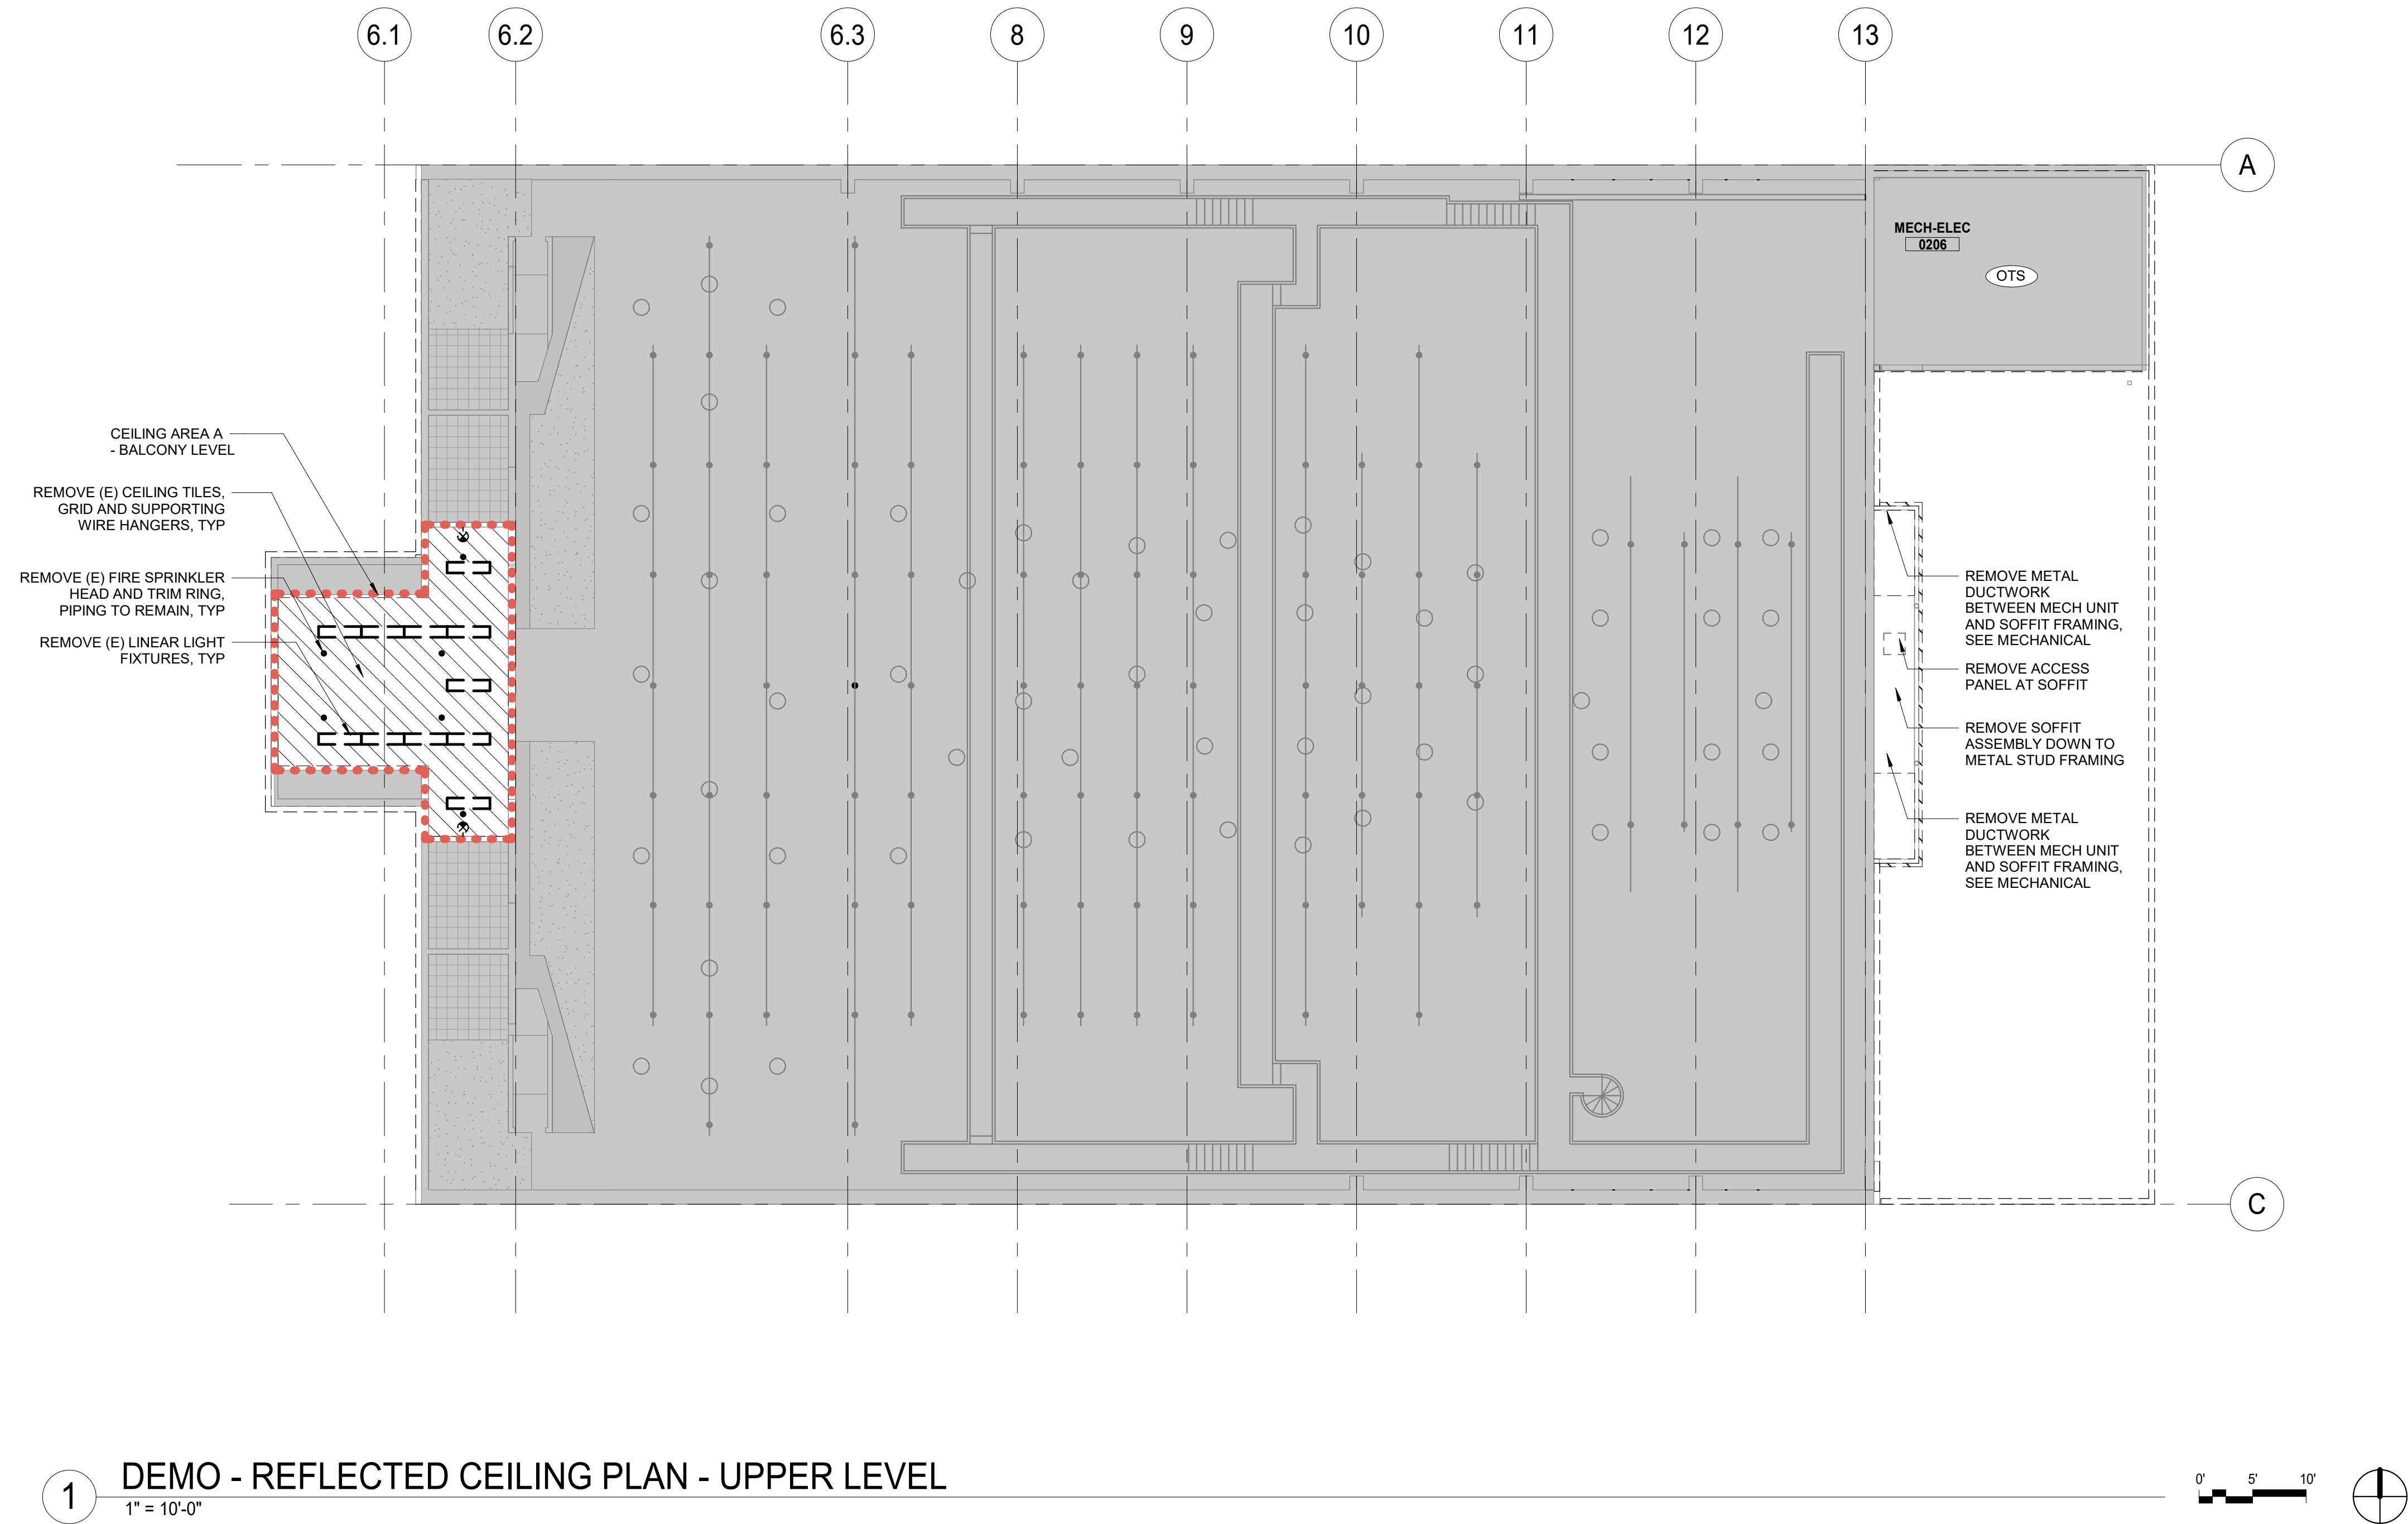 6.1
6.2
6.3
8
9
10
11
12
13
A
MECH-ELEC
0206
OTS
CEILING AREA A
- BALCONY LEVEL
REMOVE (E) CEILING TILES,
GRID AND SUPPORTING
WIRE HANGERS, TYP
REMOVE (E) FIRE SPRINKLER
HEAD AND TRIM RING,
PIPING TO REMAIN, TYP
REMOVE (E) LINEAR LIGHT
FIXTURES, TYP
REMOVE METAL
DUCTWORK
BETWEEN MECH UNIT
AND SOFFIT FRAMING,
SEE MECHANICAL
REMOVE ACCESS
PANEL AT SOFFIT
REMOVE SOFFIT
ASSEMBLY DOWN TO
METAL STUD FRAMING
REMOVE METAL
DUCTWORK
BETWEEN MECH UNIT
AND SOFFIT FRAMING,
SEE MECHANICAL
C
1
DEMO - REFLECTED CEILING PLAN - UPPER LEVEL
1" = 10'-0"
0'
5'
10'